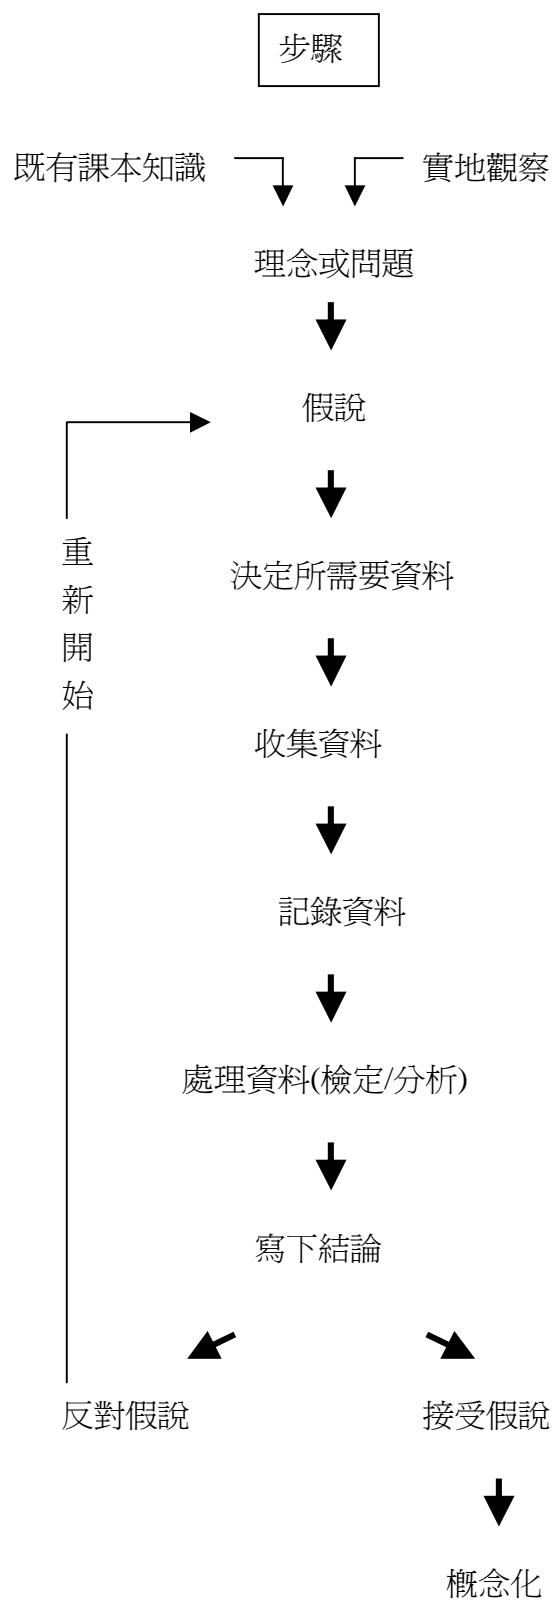 步驟
既有課本知識
實地觀察
理念或問題
假說
重新開始
決定所需要資料
收集資料
記錄資料
處理資料(檢定/分析)
寫下結論
反對假說
接受假說
概念化